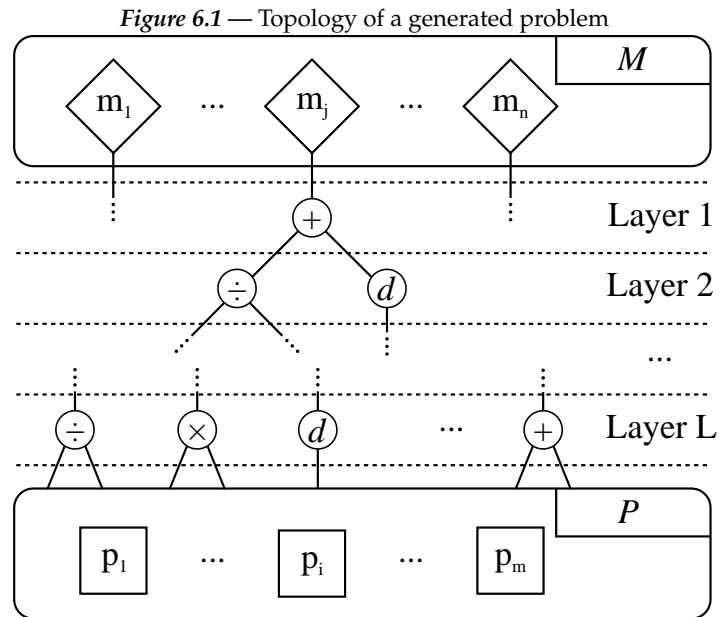 Figure 6.1 — Topology of a generated problem
M
m₁ ... mⱼ ... mₙ
+ Layer 1
÷ d Layer 2
...
÷ × d ... + Layer L
P
p₁ ... pᵢ ... pₘ